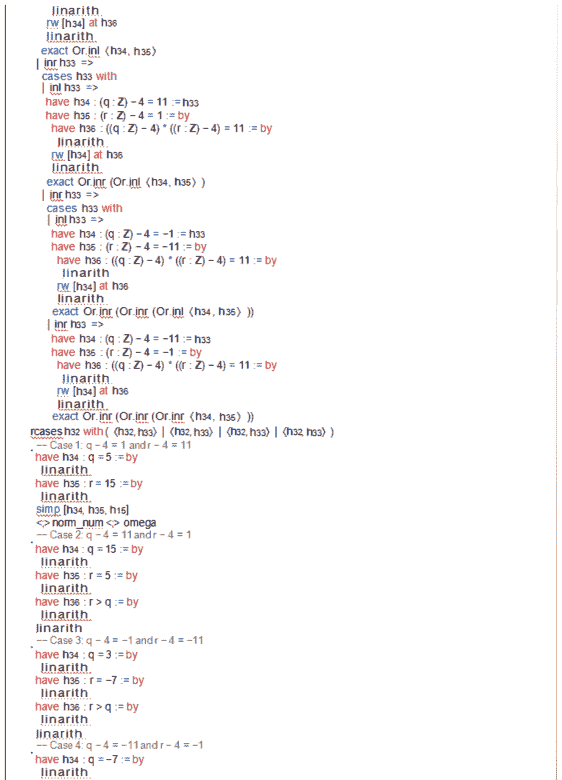 linarith
rw [h34] at h36
linarith
exact Or.inl ⟨h34, h35⟩
| inr h33 =>
cases h33 with
| inl h33 =>
have h34 : (q : Z) − 4 = 11 := h33
have h35 : (r : Z) − 4 = 1 := by
have h36 : ((q : Z) − 4) * ((r : Z) − 4) = 11 := by
linarith
rw [h34] at h36
linarith
exact Or.inr (Or.inl ⟨h34, h35⟩ )
| inr h33 =>
cases h33 with
| inl h33 =>
have h34 : (q : Z) − 4 = −1 := h33
have h35 : (r : Z) − 4 = −11 := by
have h36 : ((q : Z) − 4) * ((r : Z) − 4) = 11 := by
linarith
rw [h34] at h36
linarith
exact Or.inr (Or.inr (Or.inl ⟨h34, h35⟩ ))
| inr h33 =>
have h34 : (q : Z) − 4 = −11 := h33
have h35 : (r : Z) − 4 = −1 := by
have h36 : ((q : Z) − 4) * ((r : Z) − 4) = 11 := by
linarith
rw [h34] at h36
linarith
exact Or.inr (Or.inr (Or.inr ⟨h34, h35⟩ ))
rcases h32 with ( ⟨h32, h33⟩ | ⟨h32, h33⟩ | ⟨h32, h33⟩ | ⟨h32, h33⟩ )
−− Case 1: q − 4 = 1 and r − 4 = 11
· have h34 : q = 5 := by
linarith
have h35 : r = 15 := by
linarith
simp [h34, h35, h15]
<;> norm_num <;> omega
−− Case 2: q − 4 = 11 and r − 4 = 1
· have h34 : q = 15 := by
linarith
have h35 : r = 5 := by
linarith
have h36 : r > q := by
linarith
linarith
−− Case 3: q − 4 = −1 and r − 4 = −11
· have h34 : q = 3 := by
linarith
have h35 : r = −7 := by
linarith
have h36 : r > q := by
linarith
linarith
−− Case 4: q − 4 = −11 and r − 4 = −1
· have h34 : q = −7 := by
linarith